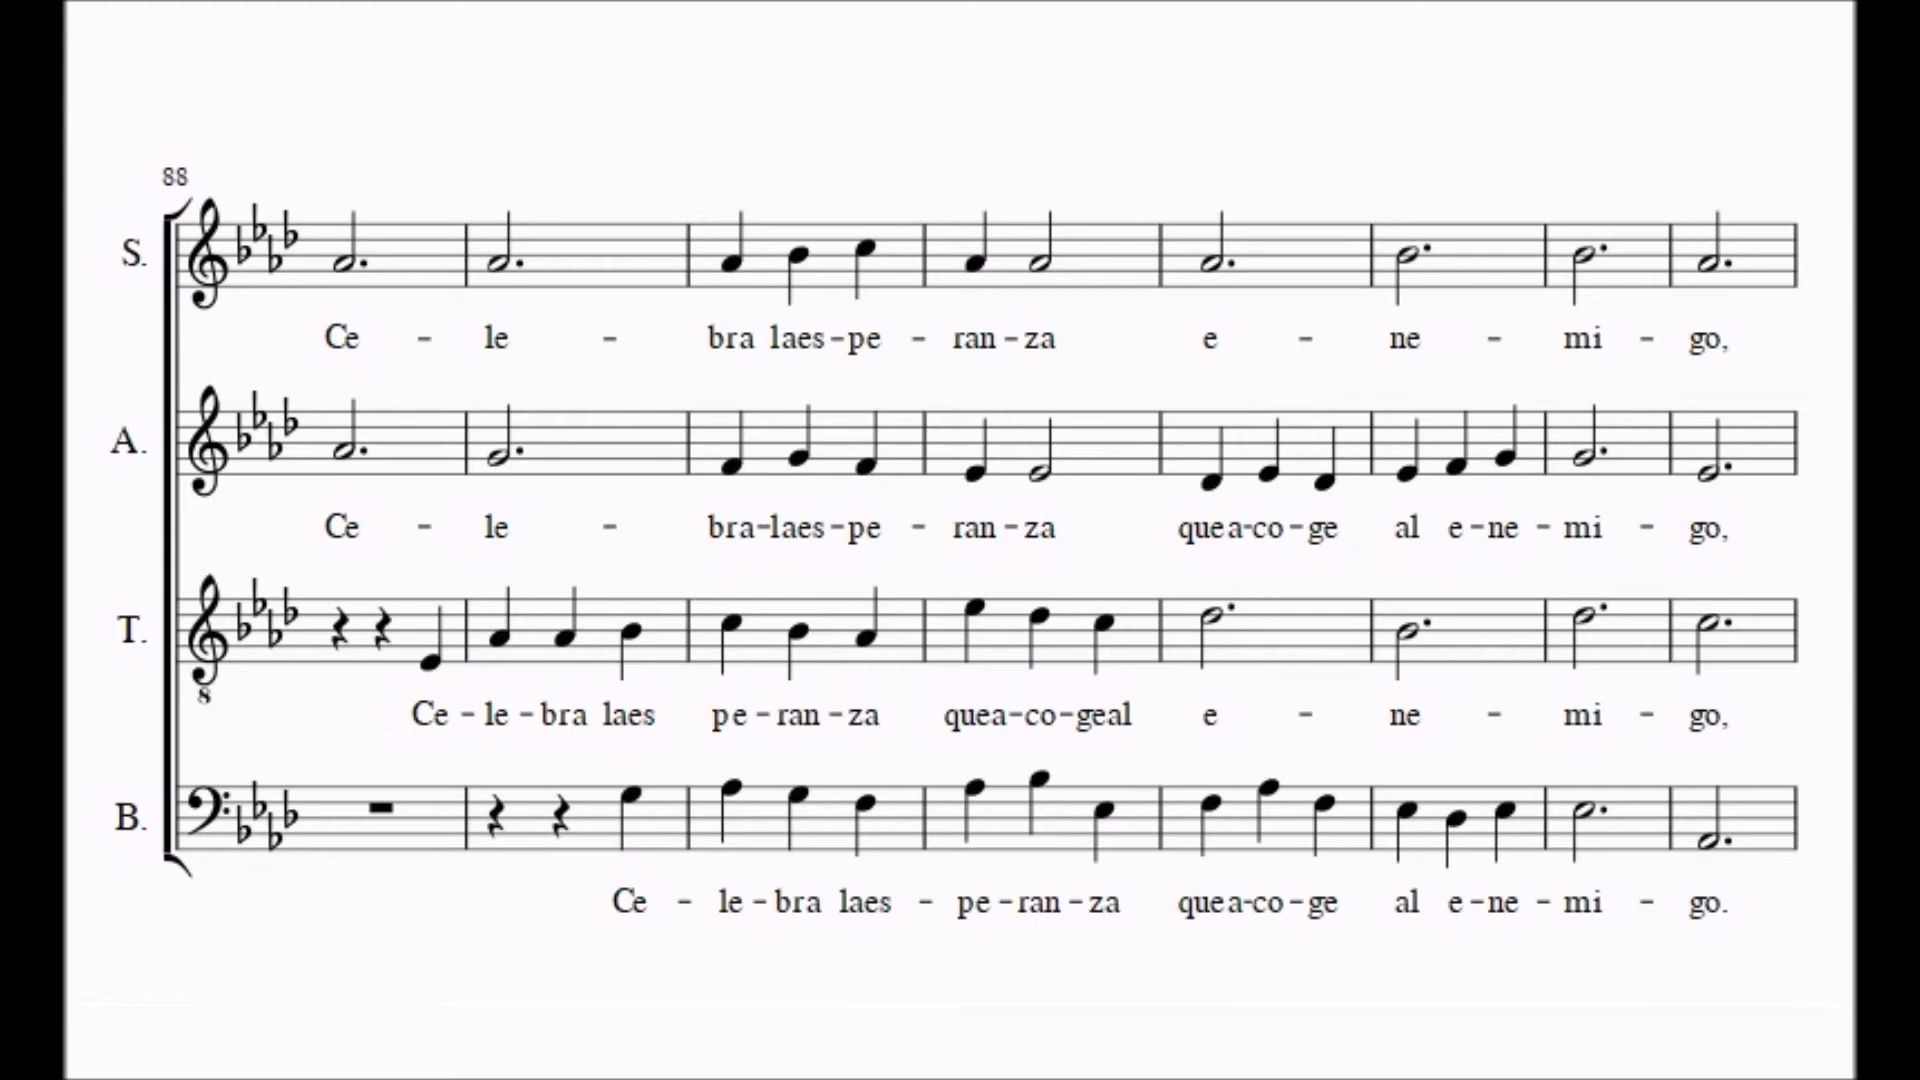 88
S.
Ce - le - bra laes-pe - ran-za e - ne - mi - go,
A.
Ce - le - bra-laes-pe - ran-za quea-co-ge al e-ne-mi - go,
T.
8
Ce-le-bra laes pe-ran-za quea-co-geal e - ne - mi - go,
B.
Ce - le-bra laes - pe-ran-za quea-co-ge al e-ne-mi - go.